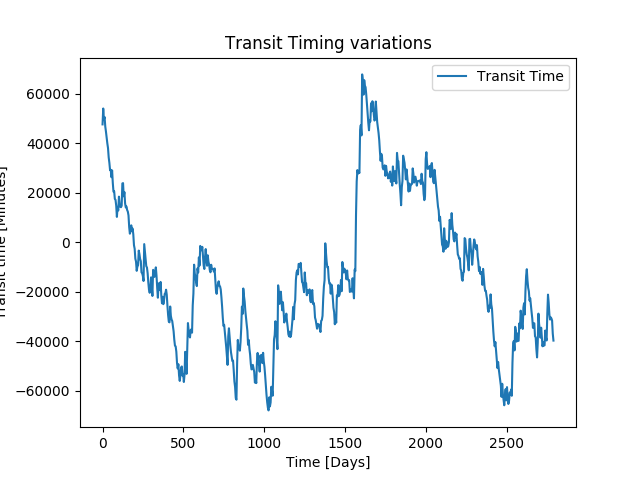 Transit Timing variations
Transit Time
60000
40000
20000
0
−20000
−40000
−60000
Transit time [Minutes]
0 500 1000 1500 2000 2500
Time [Days]